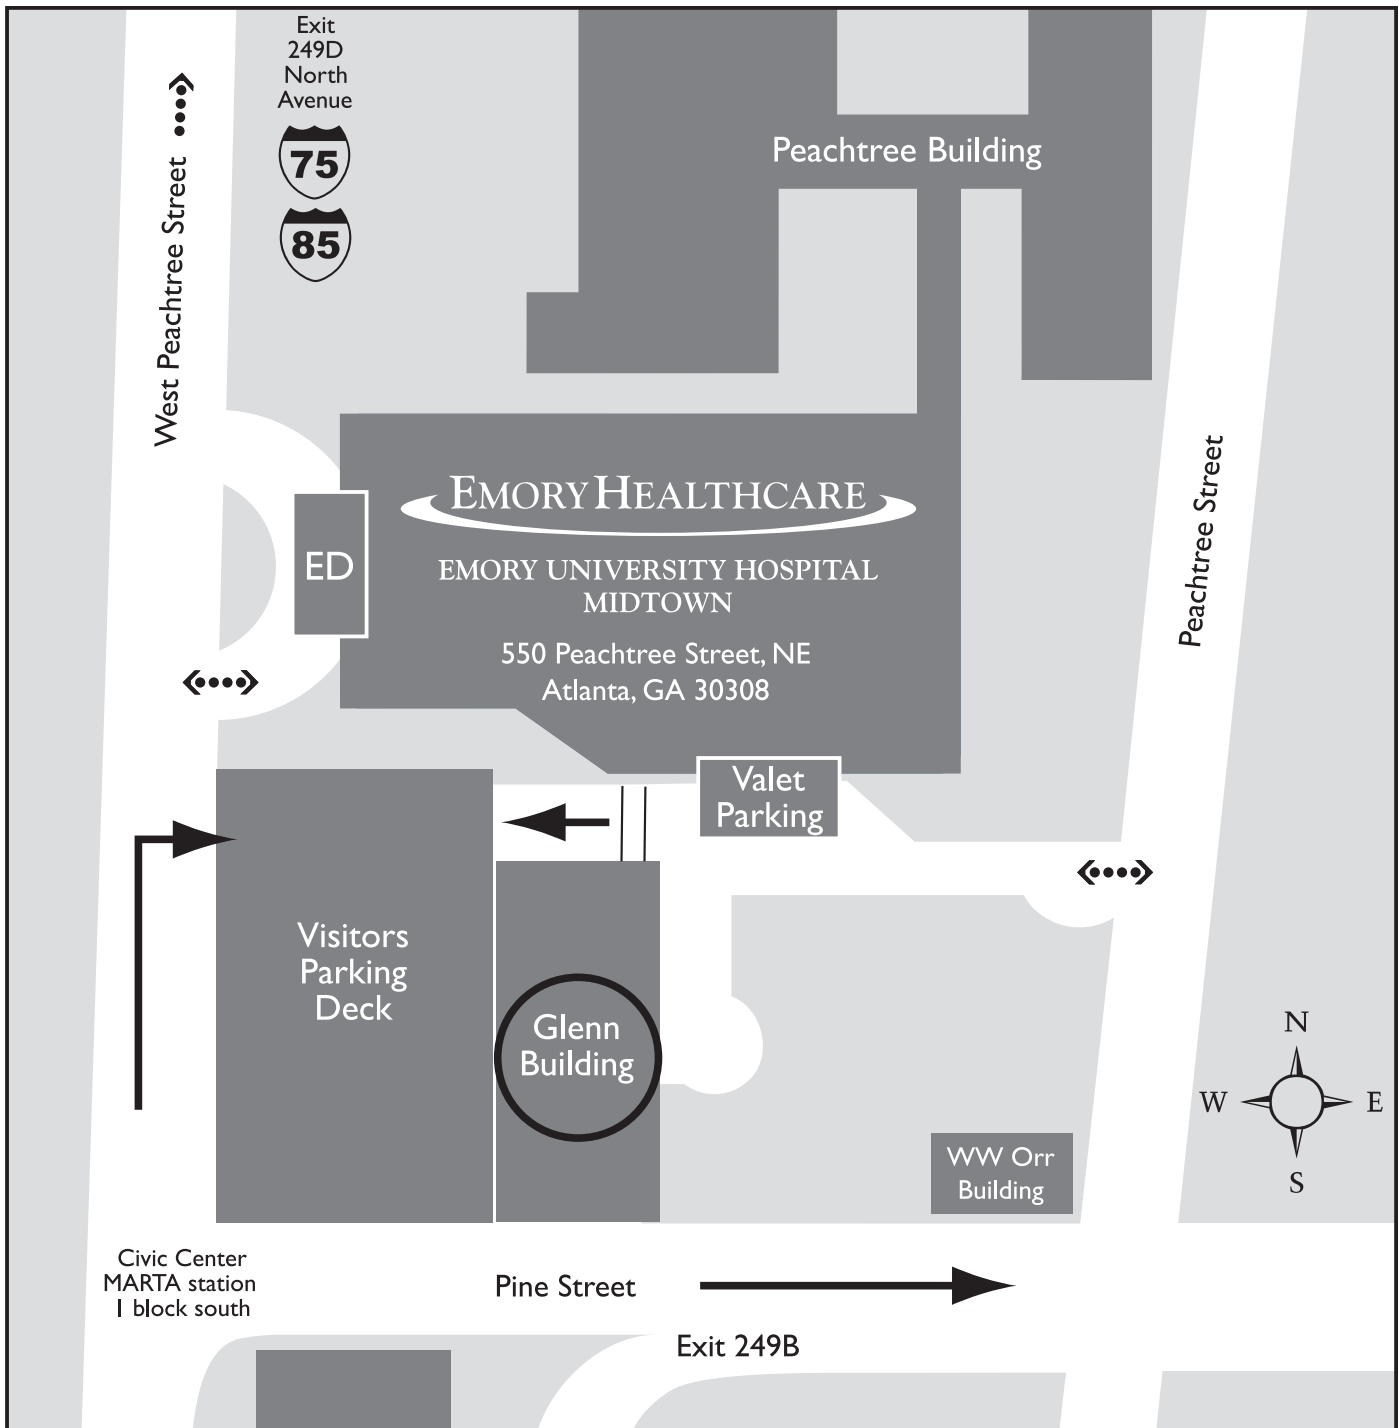 Exit
249D
North
Avenue
75
85
West Peachtree Street
Peachtree Building
EMORY HEALTHCARE
EMORY UNIVERSITY HOSPITAL
MIDTOWN
550 Peachtree Street, NE
Atlanta, GA 30308
ED
Peachtree Street
Valet
Parking
Visitors
Parking
Deck
Glenn
Building
N
W
E
S
WW Orr
Building
Civic Center
MARTA station
1 block south
Pine Street
Exit 249B